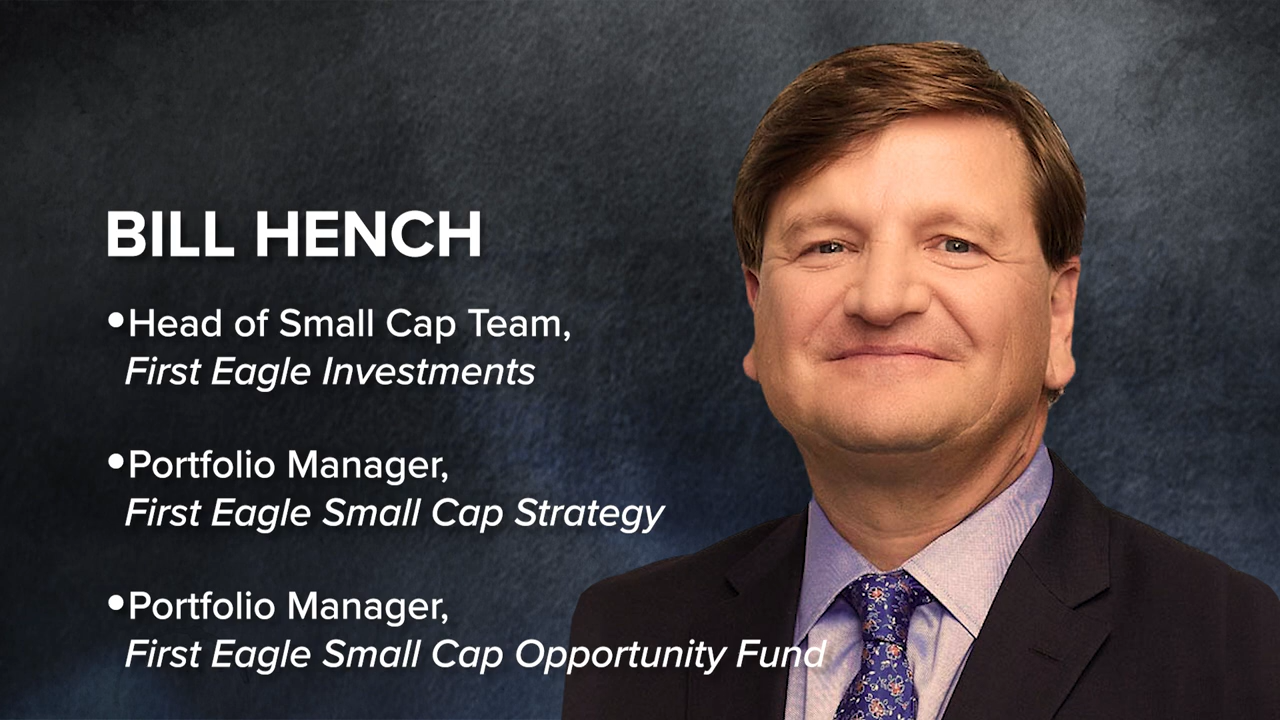 BILL HENCH
•Head of Small Cap Team,
First Eagle Investments
•Portfolio Manager,
First Eagle Small Cap Strategy
•Portfolio Manager,
First Eagle Small Cap Opportunity Fund